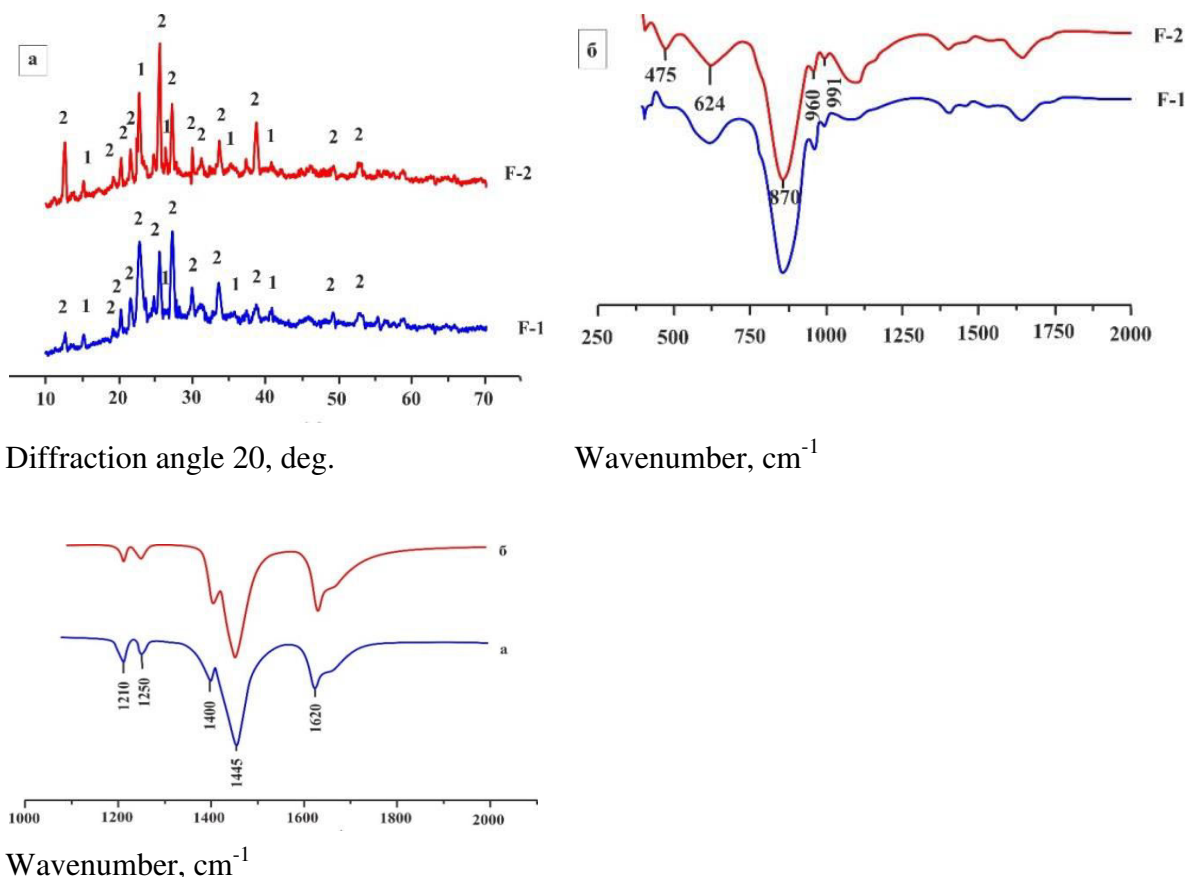 a
2 1 2 2 2 1 2 1 2 2 2 2 1 2 1 2 2
F-2
2 1 2 2 2 2 2 1 2 2 2 1 2 1 2 2
F-1
10 20 30 40 50 60 70
Diffraction angle 20, deg.
б
F-2
475 624 870 960 991
F-1
250 500 750 1000 1250 1500 1750 2000
Wavenumber, cm-1
б
а
1210 1250 1400 1445 1620
1000 1200 1400 1600 1800 2000
Wavenumber, cm-1